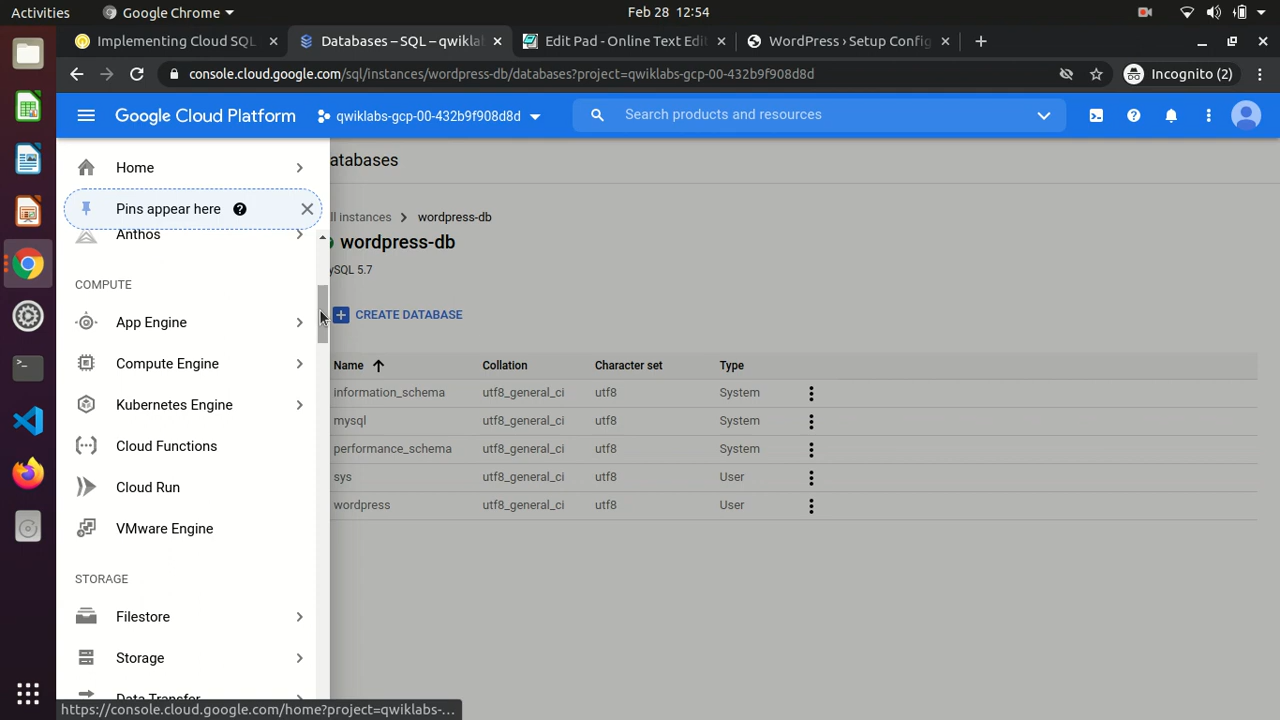 Activities
Google Chrome
Feb 28 12:54
Implementing Cloud SQL
Databases – SQL – qwikla
Edit Pad - Online Text Edit
WordPress › Setup Config
console.cloud.google.com/sql/instances/wordpress-db/databases?project=qwiklabs-gcp-00-432b9f908d8d
Incognito (2)
Google Cloud Platform
qwiklabs-gcp-00-432b9f908d8d
Search products and resources
Home
Pins appear here
Anthos
COMPUTE
App Engine
Compute Engine
Kubernetes Engine
Cloud Functions
Cloud Run
VMware Engine
STORAGE
Filestore
Storage
Data Transfer
https://console.cloud.google.com/home?project=qwiklabs-...
atabases
ll instances > wordpress-db
wordpress-db
ySQL 5.7
CREATE DATABASE
Name Collation Character set Type
information_schema utf8_general_ci utf8 System
mysql utf8_general_ci utf8 System
performance_schema utf8_general_ci utf8 System
sys utf8_general_ci utf8 User
wordpress utf8_general_ci utf8 User